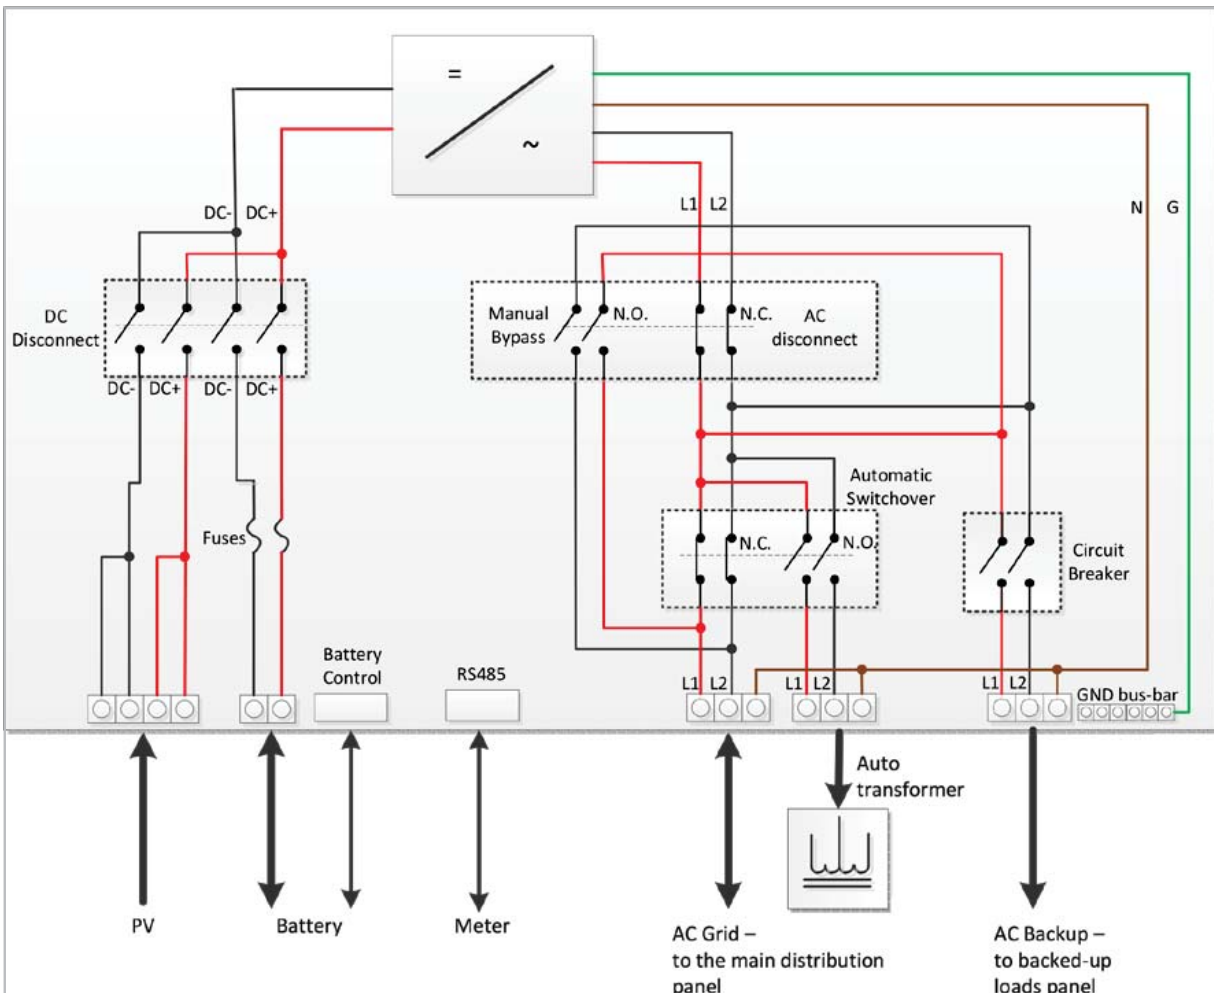 =
~
DC- DC+
L1 L2
N G
DC
Disconnect
Manual
Bypass
N.O.
N.C.
AC
disconnect
DC- DC+ DC- DC+
Automatic
Switchover
Fuses
N.C.
N.O.
Circuit
Breaker
Battery
Control
RS485
L1 L2
L1 L2
L1 L2
GND bus-bar
Auto
transformer
PV
Battery
Meter
AC Grid –
to the main distribution
panel
AC Backup –
to backed-up
loads panel